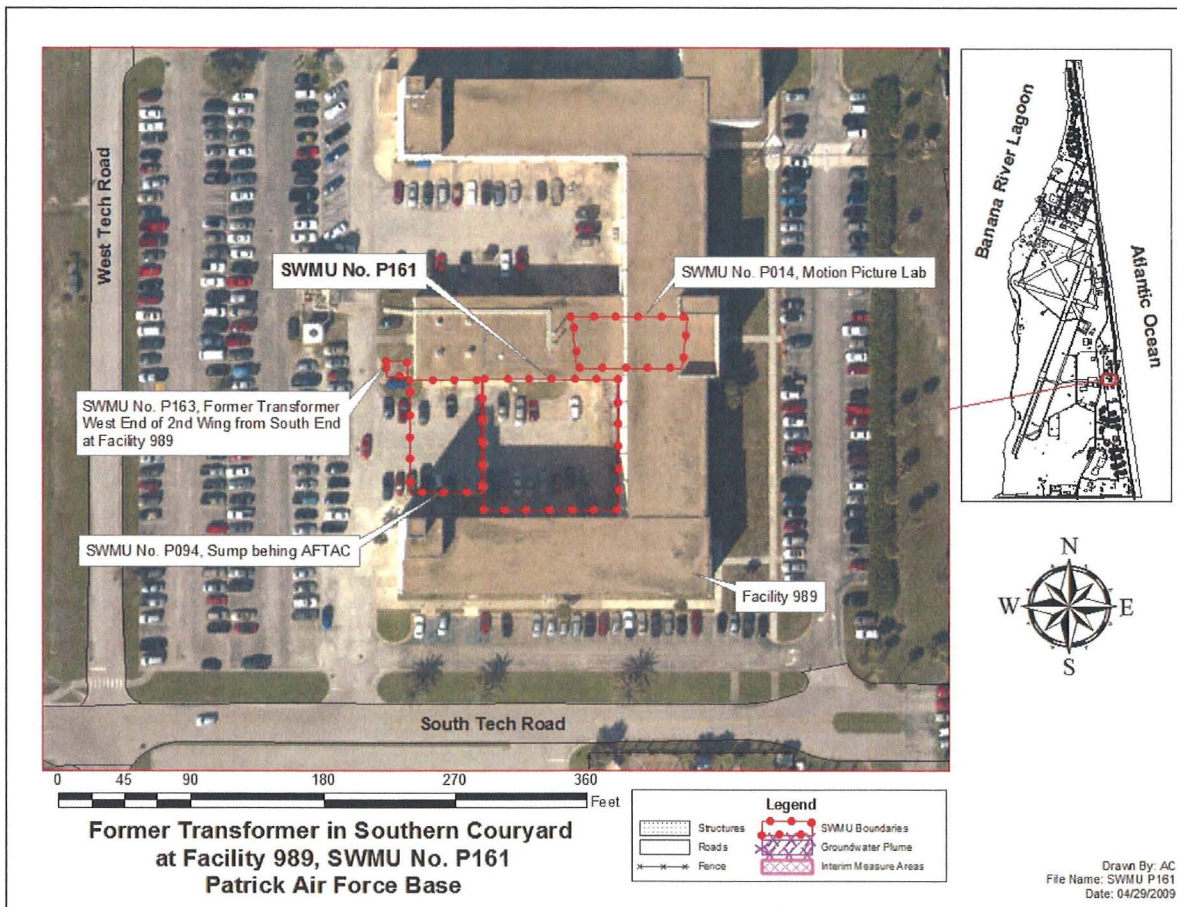 West Tech Road
SWMU No. P161
SWMU No. P014, Motion Picture Lab
SWMU No. P163, Former Transformer
West End of 2nd Wing from South End
at Facility 989
SWMU No. P094, Sump behing AFTAC
Facility 989
South Tech Road
Banana River Lagoon
Atlantic Ocean
N
W E
S
0 45 90 180 270 360
Feet
Former Transformer in Southern Couryard
at Facility 989, SWMU No. P161
Patrick Air Force Base
Legend
Structures
Roads
Fence
SWMU Boundaries
Groundwater Plume
Interim Measure Areas
Drawn By: AC
File Name: SWMU P161
Date: 04/29/2009